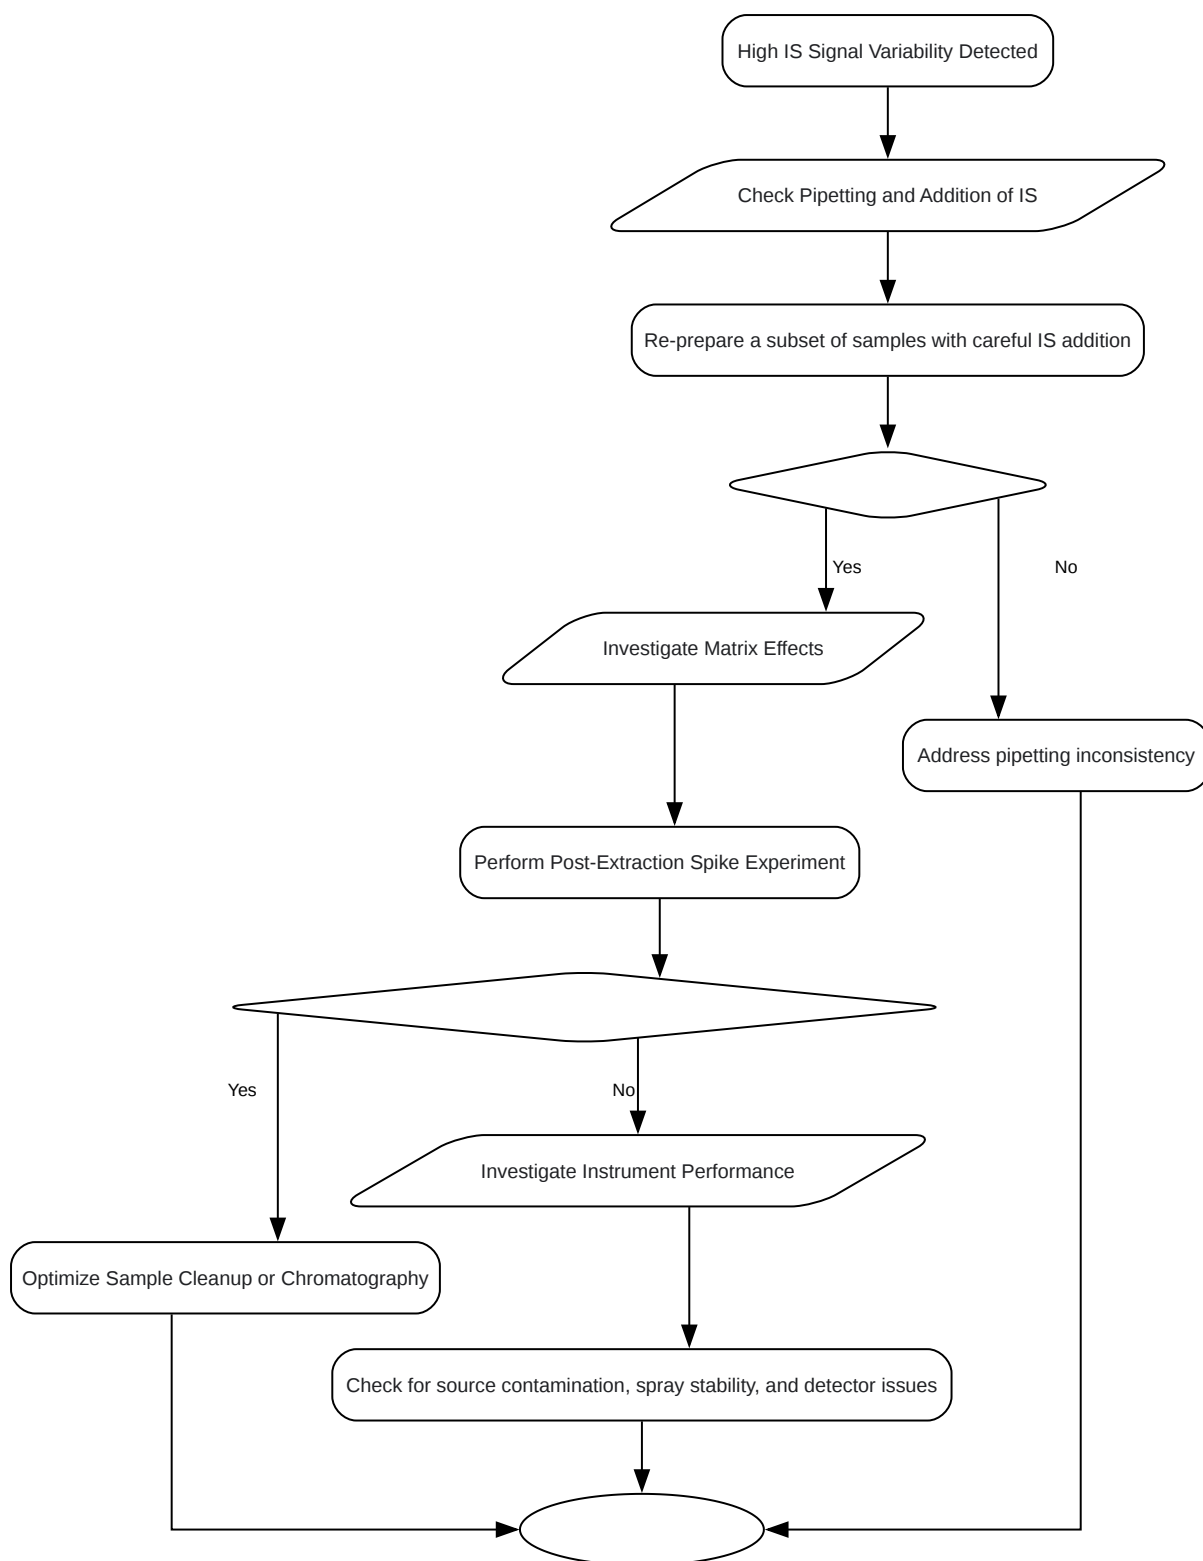 High IS Signal Variability Detected
Check Pipetting and Addition of IS
Re-prepare a subset of samples with careful IS addition
Yes
No
Investigate Matrix Effects
Address pipetting inconsistency
Perform Post-Extraction Spike Experiment
Yes
No
Investigate Instrument Performance
Optimize Sample Cleanup or Chromatography
Check for source contamination, spray stability, and detector issues